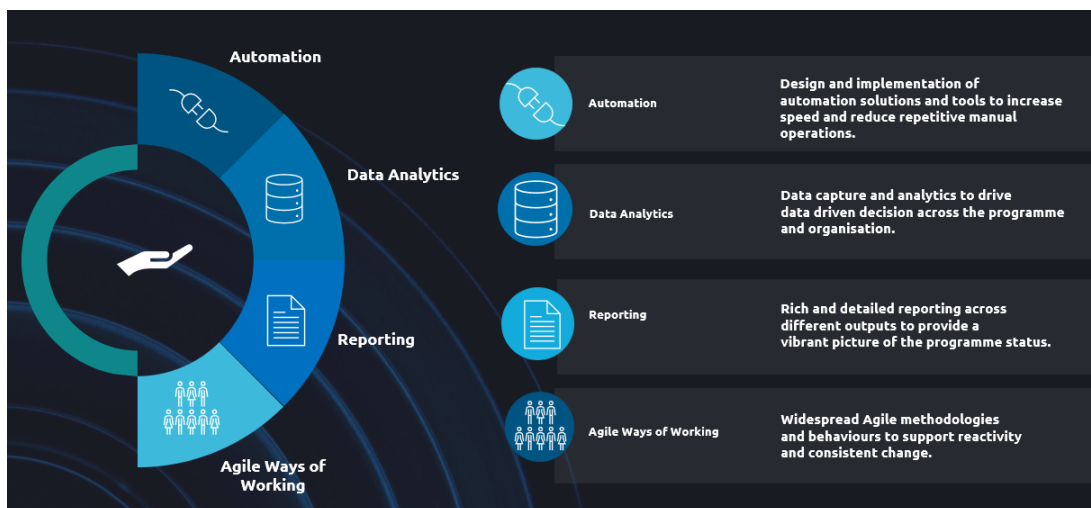 Automation
Data Analytics
Reporting
Agile Ways of
Working
Automation
Design and implementation of
automation solutions and tools to increase
speed and reduce repetitive manual
operations.
Data Analytics
Data capture and analytics to drive
data driven decision across the programme
and organisation.
Reporting
Rich and detailed reporting across
different outputs to provide a
vibrant picture of the programme status.
Agile Ways of Working
Widespread Agile methodologies
and behaviours to support reactivity
and consistent change.